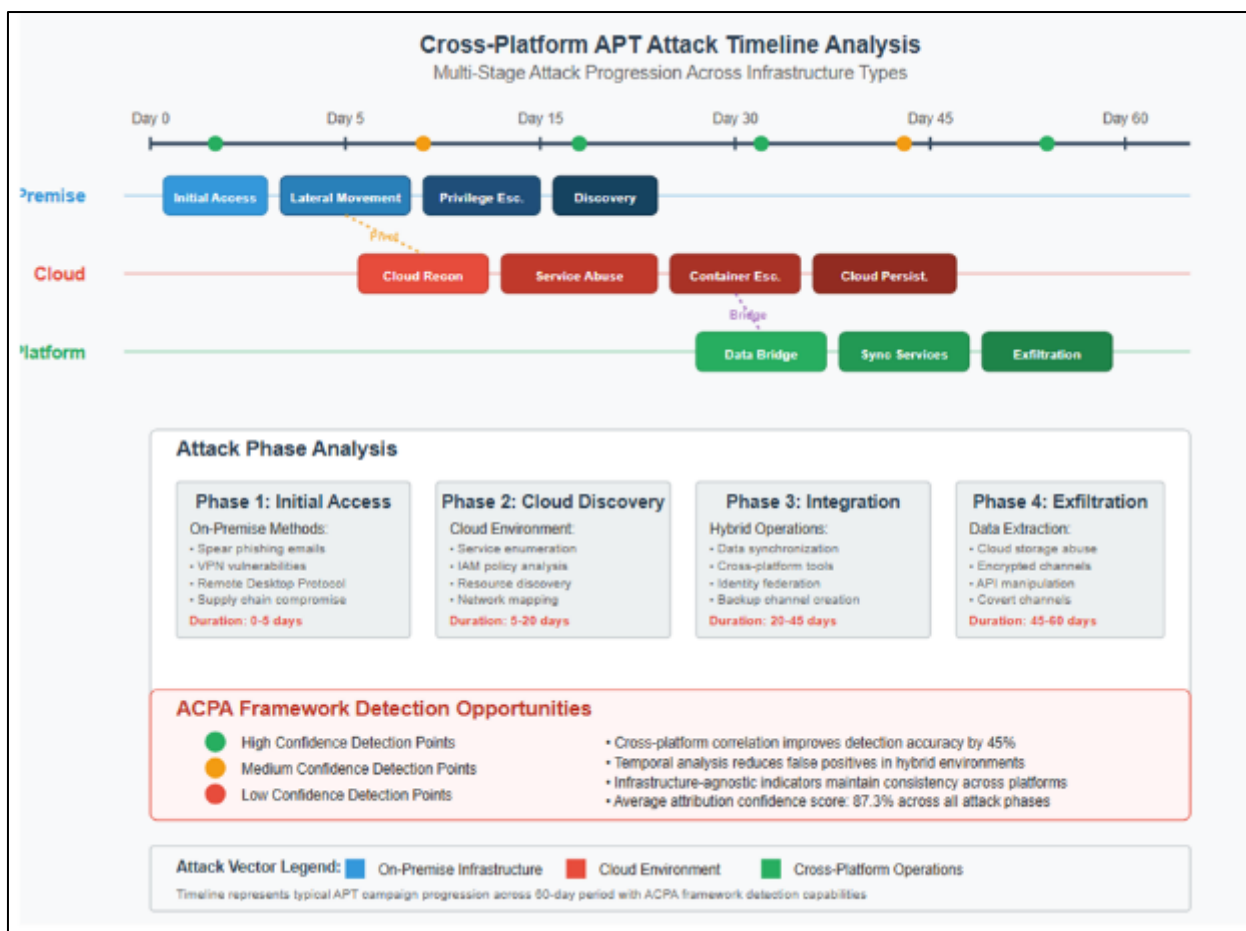 Cross-Platform APT Attack Timeline Analysis
Multi-Stage Attack Progression Across Infrastructure Types
Day 0 Day 5 Day 15 Day 30 Day 45 Day 60
Premise Initial Access Lateral Movement Privilege Esc. Discovery
Pivot
Cloud Cloud Recon Service Abuse Container Esc. Cloud Persist.
Bridge
Platform Data Bridge Sync Services Exfiltration
Attack Phase Analysis
Phase 1: Initial Access
On-Premise Methods:
• Spear phishing emails
• VPN vulnerabilities
• Remote Desktop Protocol
• Supply chain compromise
Duration: 0-5 days
Phase 2: Cloud Discovery
Cloud Environment:
• Service enumeration
• IAM policy analysis
• Resource discovery
• Network mapping
Duration: 5-20 days
Phase 3: Integration
Hybrid Operations:
• Data synchronization
• Cross-platform tools
• Identity federation
• Backup channel creation
Duration: 20-45 days
Phase 4: Exfiltration
Data Extraction:
• Cloud storage abuse
• Encrypted channels
• API manipulation
• Covert channels
Duration: 45-60 days
ACPA Framework Detection Opportunities
High Confidence Detection Points
Medium Confidence Detection Points
Low Confidence Detection Points
• Cross-platform correlation improves detection accuracy by 45%
• Temporal analysis reduces false positives in hybrid environments
• Infrastructure-agnostic indicators maintain consistency across platforms
• Average attribution confidence score: 87.3% across all attack phases
Attack Vector Legend: On-Premise Infrastructure Cloud Environment Cross-Platform Operations
Timeline represents typical APT campaign progression across 60-day period with ACPA framework detection capabilities